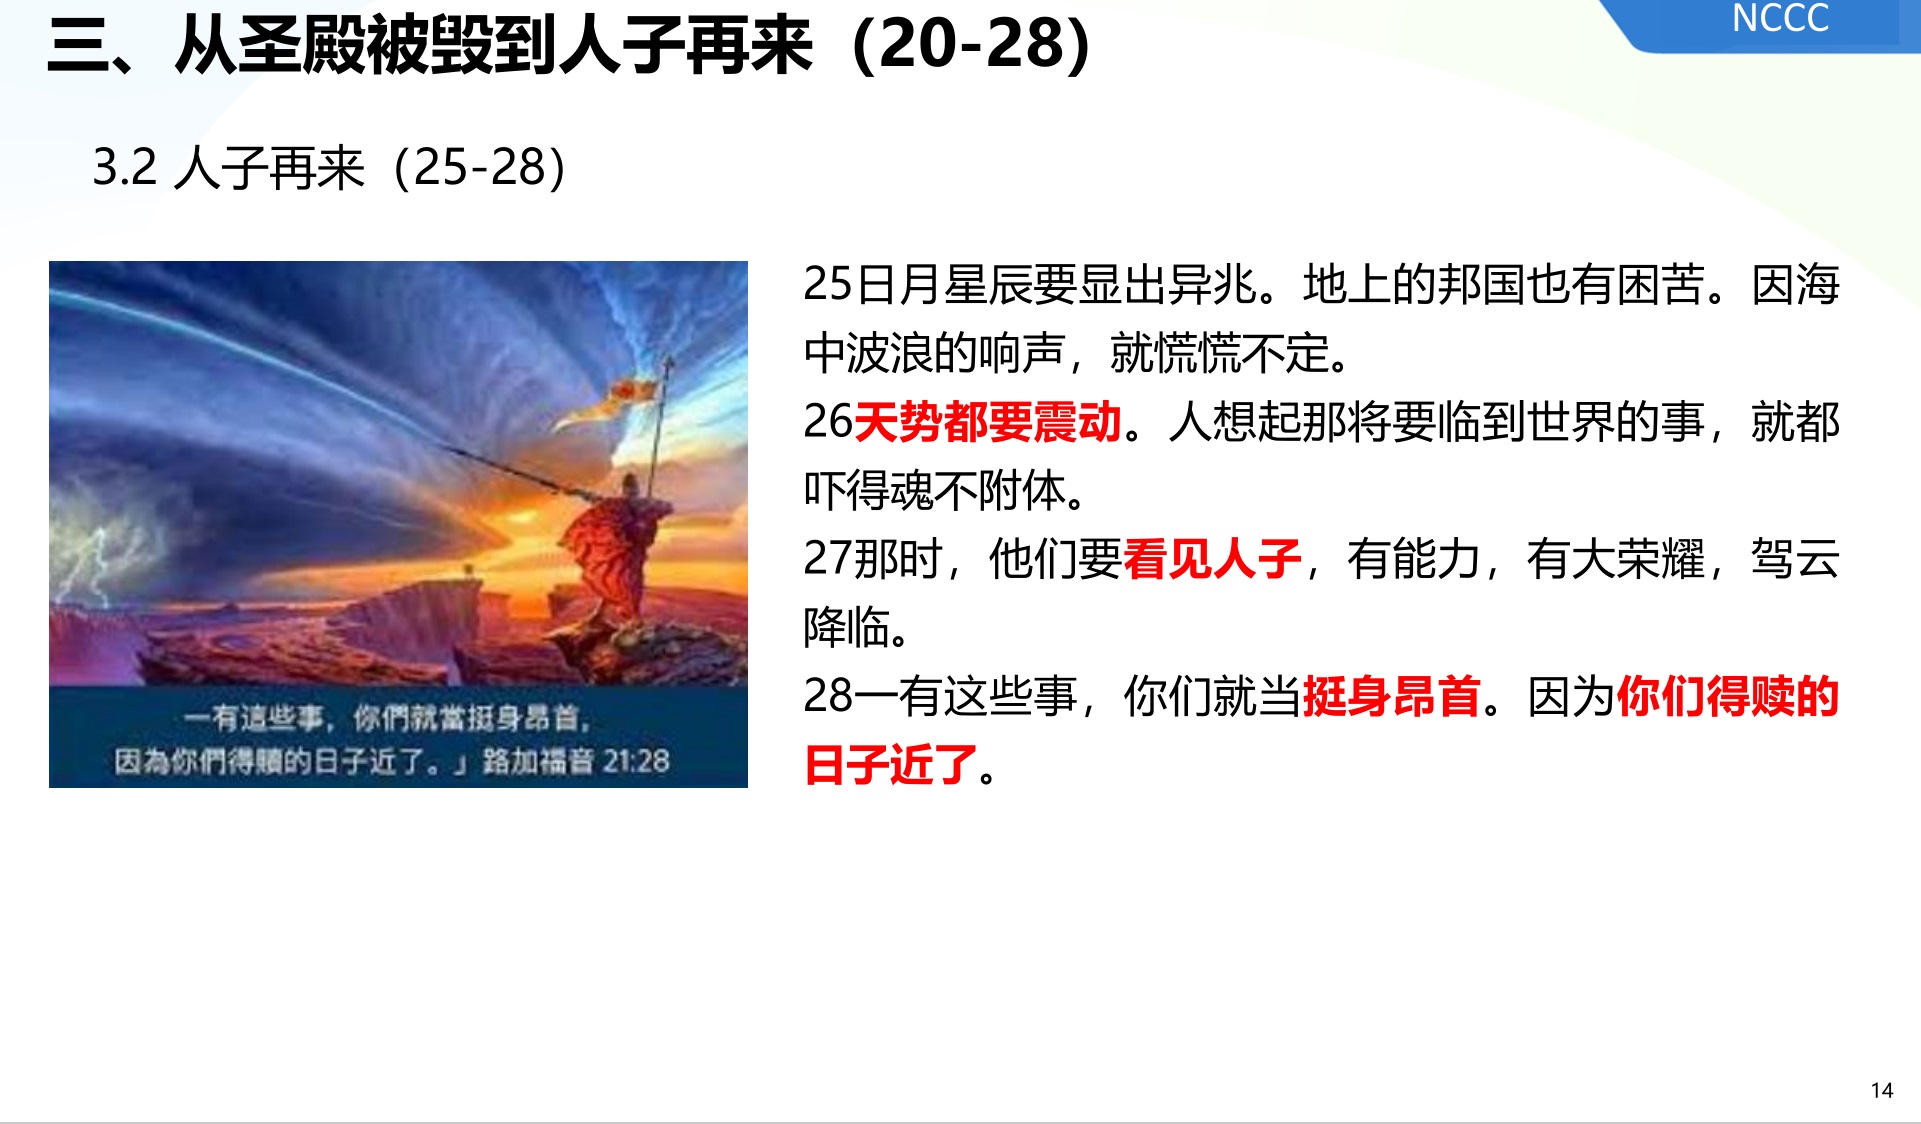 三、从圣殿被毁到人子再来（20-28）
NCCC
3.2 人子再来（25-28）
25日月星辰要显出异兆。地上的邦国也有困苦。因海
中波浪的响声，就慌慌不定。
26天势都要震动。人想起那将要临到世界的事，就都
吓得魂不附体。
27那时，他们要看见人子，有能力，有大荣耀，驾云
降临。
28一有这些事，你们就当挺身昂首。因为你们得赎的
日子近了。
一有這些事，你們就當挺身昂首，
因為你們得贖的日子近了。」路加福音 21:28
14